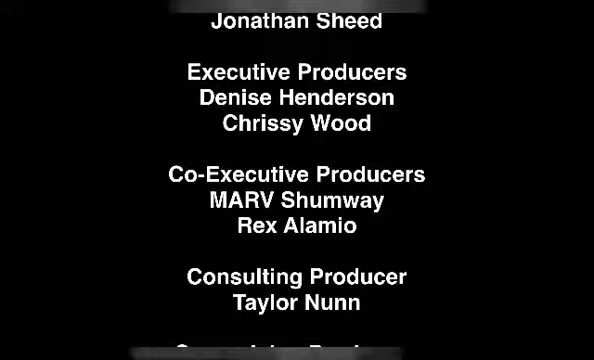 Jonathan Sheed
Executive Producers
Denise Henderson
Chrissy Wood
Co-Executive Producers
MARV Shumway
Rex Alamio
Consulting Producer
Taylor Nunn